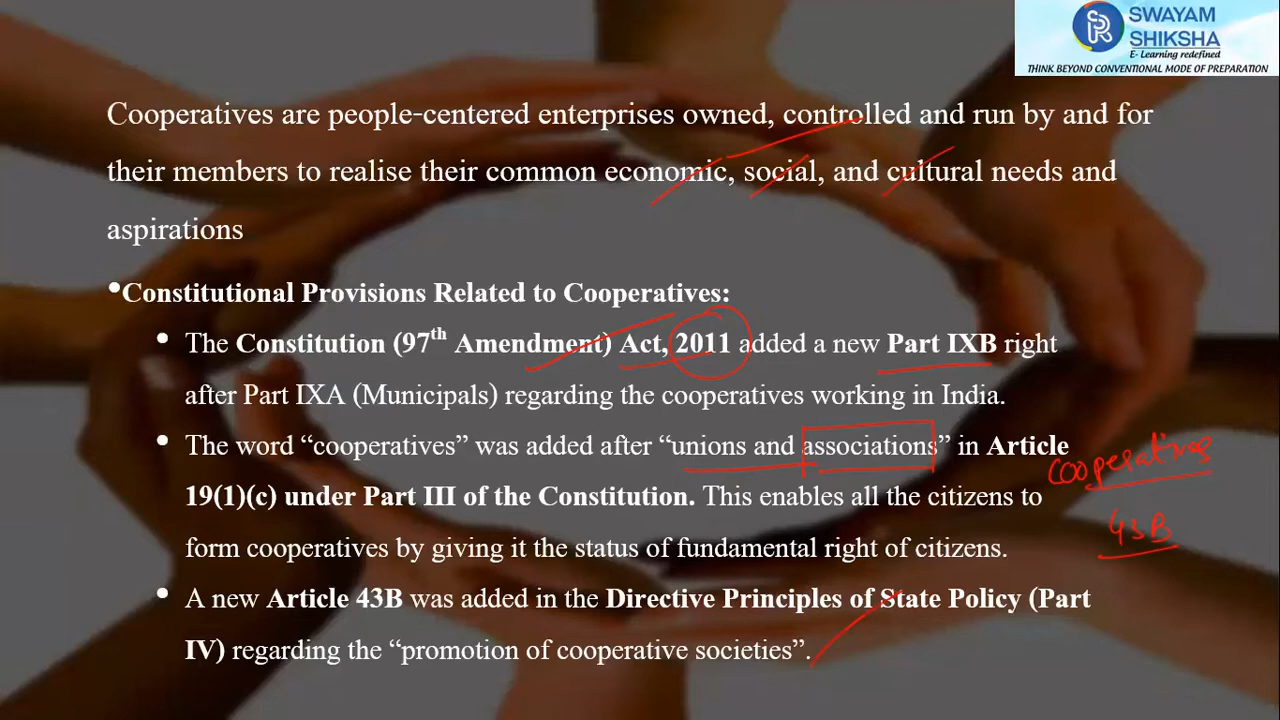 SWAYAM
SHIKSHA
E- Learning redefined
THINK BEYOND CONVENTIONAL MODE OF PREPARATION
Cooperatives are people-centered enterprises owned, controlled and run by and for
their members to realise their common economic, social, and cultural needs and
aspirations
•Constitutional Provisions Related to Cooperatives:
• The Constitution (97th Amendment) Act, 2011 added a new Part IXB right
after Part IXA (Municipals) regarding the cooperatives working in India.
• The word “cooperatives” was added after “unions and associations” in Article
cooperatives
19(1)(c) under Part III of the Constitution. This enables all the citizens to
43B
form cooperatives by giving it the status of fundamental right of citizens.
• A new Article 43B was added in the Directive Principles of State Policy (Part
IV) regarding the “promotion of cooperative societies”.